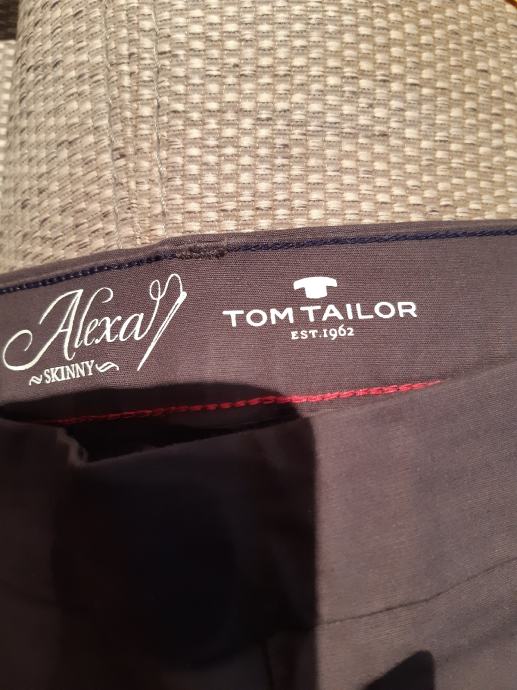 Alexa
~SKINNY~
TOM TAILOR
EST.1962